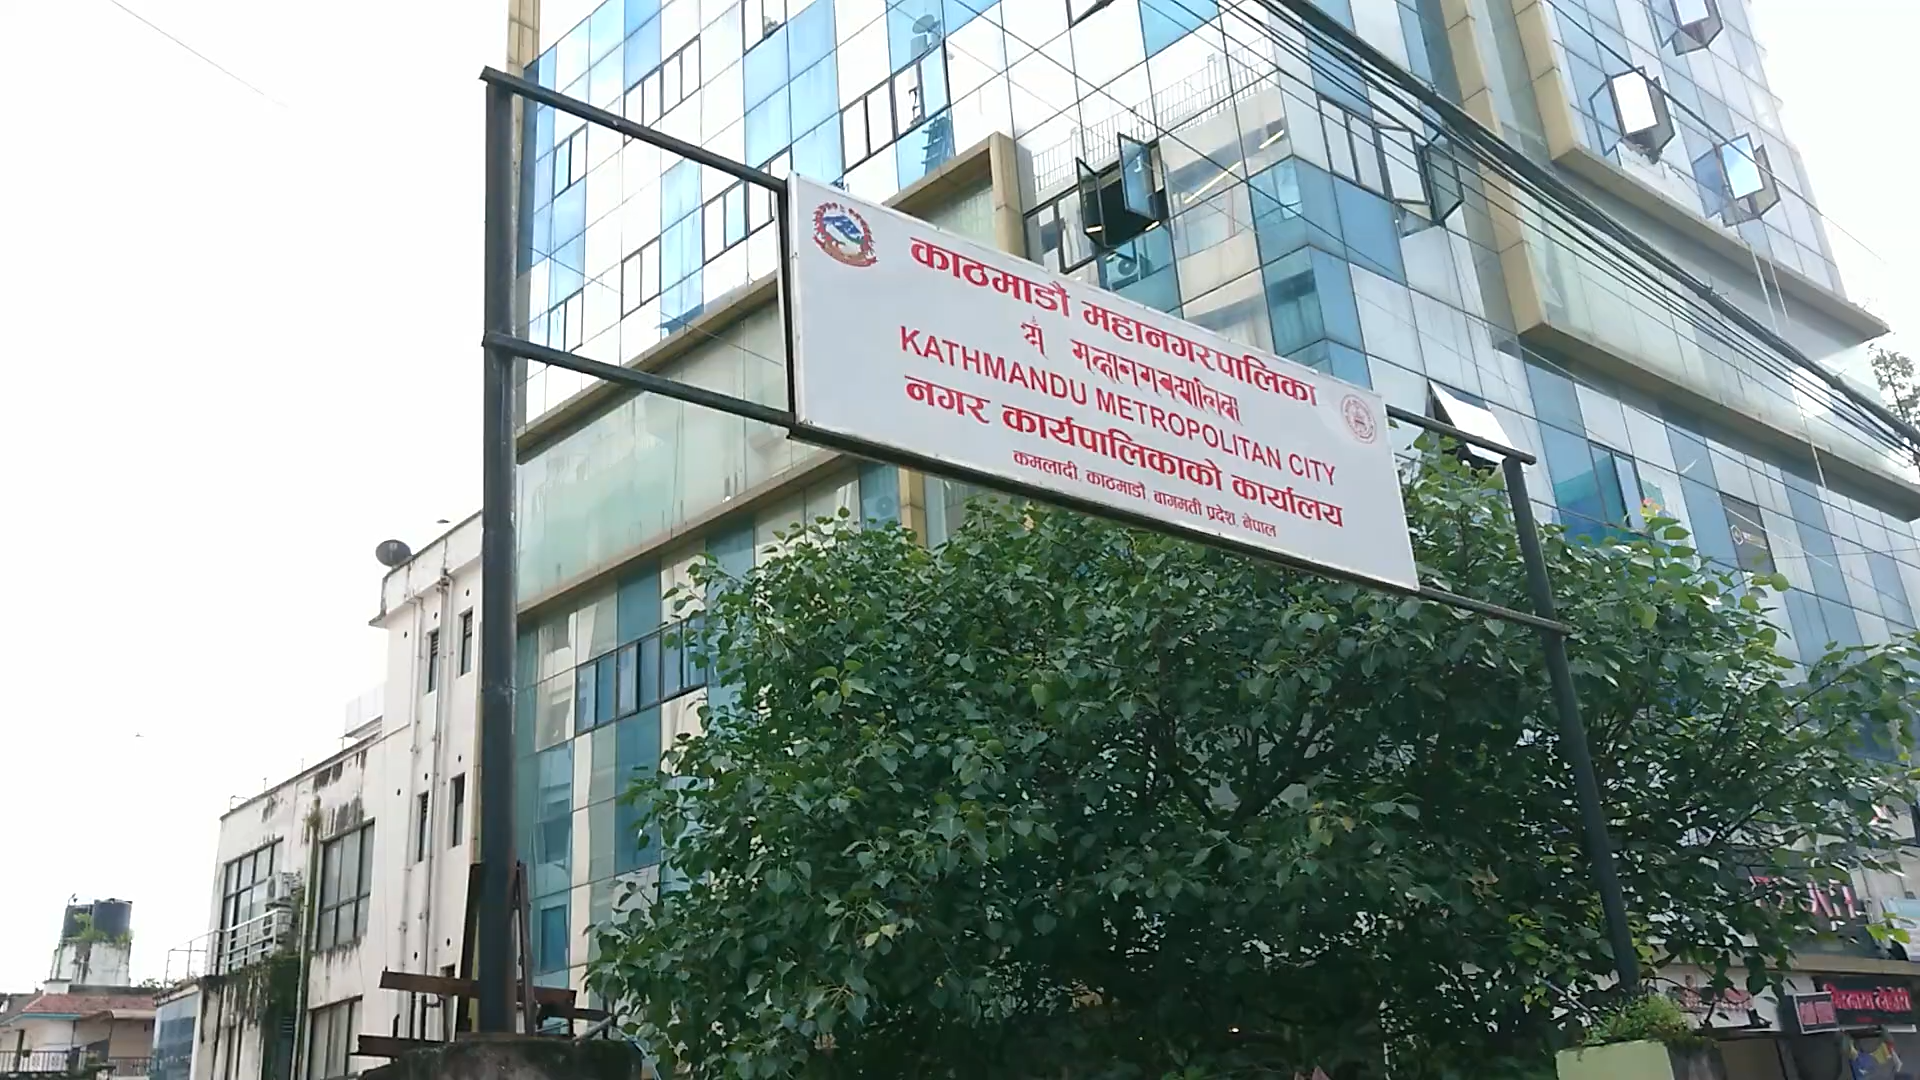 काठमाडौं महानगरपालिका
KATHMANDU METROPOLITAN CITY
नगर कार्यपालिकाको कार्यालय
कमलादी, काठमाडौं, बागमती प्रदेश, नेपाल